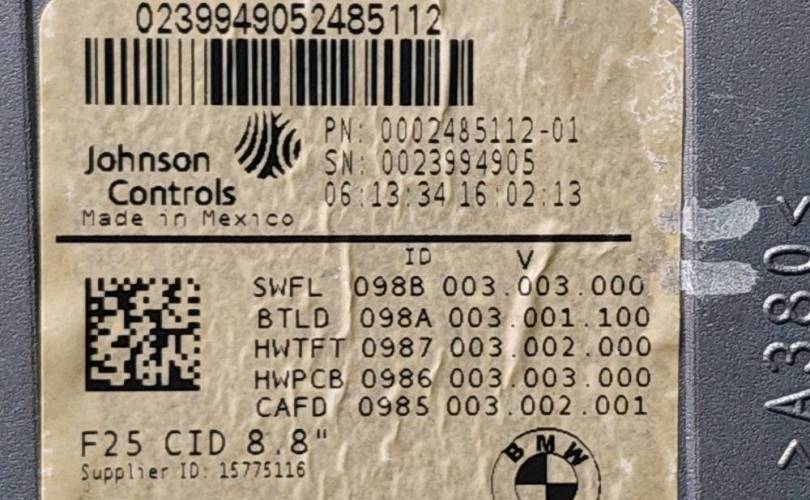 0239949052485112
Johnson
Controls
Made in Mexico
PN: 0002485112-01
SN: 0023994905
06:13:34 16:02:13
ID V
SWFL 098B 003.003.000
BTLD 098A 003.001.100
HWTFT 0987 003.002.000
HWPCB 0986 003.003.000
CAFD 0985 003.002.001
F25 CID 8.8"
Supplier ID: 15775116
BMW
>A380<